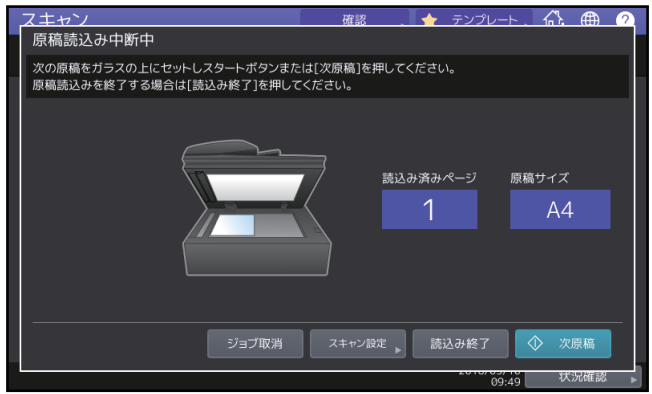 スキャン
確認
テンプレート
?
原稿読込み中断中
次の原稿をガラスの上にセットしスタートボタンまたは[次原稿]を押してください。
原稿読込みを終了する場合は[読込み終了]を押してください。
読込み済みページ 原稿サイズ
1 A4
ジョブ取消 スキャン設定 読込み終了 次原稿
09:49
状況確認